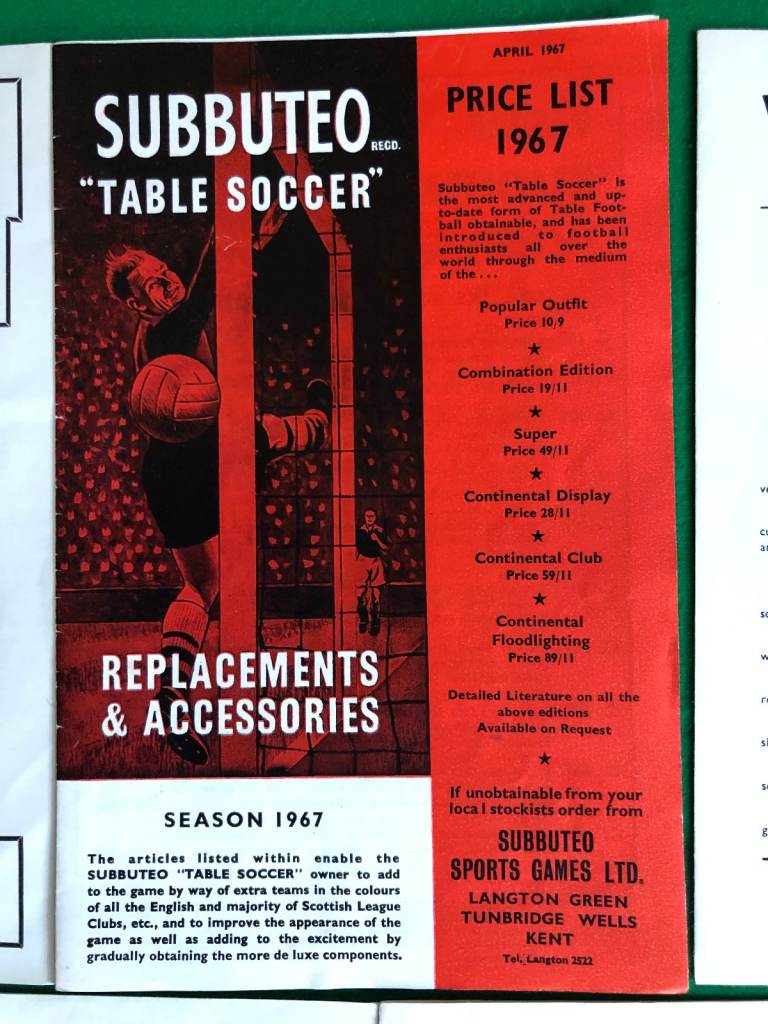 SUBBUTEO REGD.
“TABLE SOCCER”
REPLACEMENTS
& ACCESSORIES
SEASON 1967
The articles listed within enable the
SUBBUTEO "TABLE SOCCER" owner to add
to the game by way of extra teams in the colours
of all the English and majority of Scottish League
Clubs, etc., and to improve the appearance of the
game as well as adding to the excitement by
gradually obtaining the more de luxe components.
APRIL 1967
PRICE LIST
1967
Subbuteo "Table Soccer" is
the most advanced and up-
to-date form of Table Foot-
ball obtainable, and has been
introduced to football
enthusiasts all over the
world through the medium
of the . . .
Popular Outfit
Price 10/9
★
Combination Edition
Price 19/11
★
Super
Price 49/11
★
Continental Display
Price 28/11
★
Continental Club
Price 59/11
★
Continental
Floodlighting
Price 89/11
Detailed Literature on all the
above editions
Available on Request
★
If unobtainable from your
local stockists order from
SUBBUTEO
SPORTS GAMES LTD.
LANGTON GREEN
TUNBRIDGE WELLS
KENT
Tel. Langton 2522